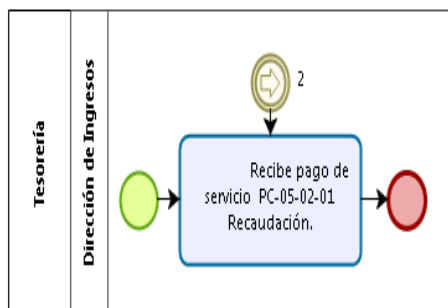 Tesorería
Dirección de Ingresos
2
Recibe pago de
servicio PC-05-02-01
Recaudación.